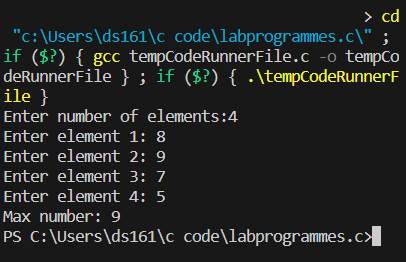 > cd
"c:\Users\ds161\c code\labprogrammes.c\" ;
if ($?) { gcc tempCodeRunnerFile.c -o tempCo
deRunnerFile } ; if ($?) { .\tempCodeRunnerF
ile }
Enter number of elements:4
Enter element 1: 8
Enter element 2: 9
Enter element 3: 7
Enter element 4: 5
Max number: 9
PS C:\Users\ds161\c code\labprogrammes.c>